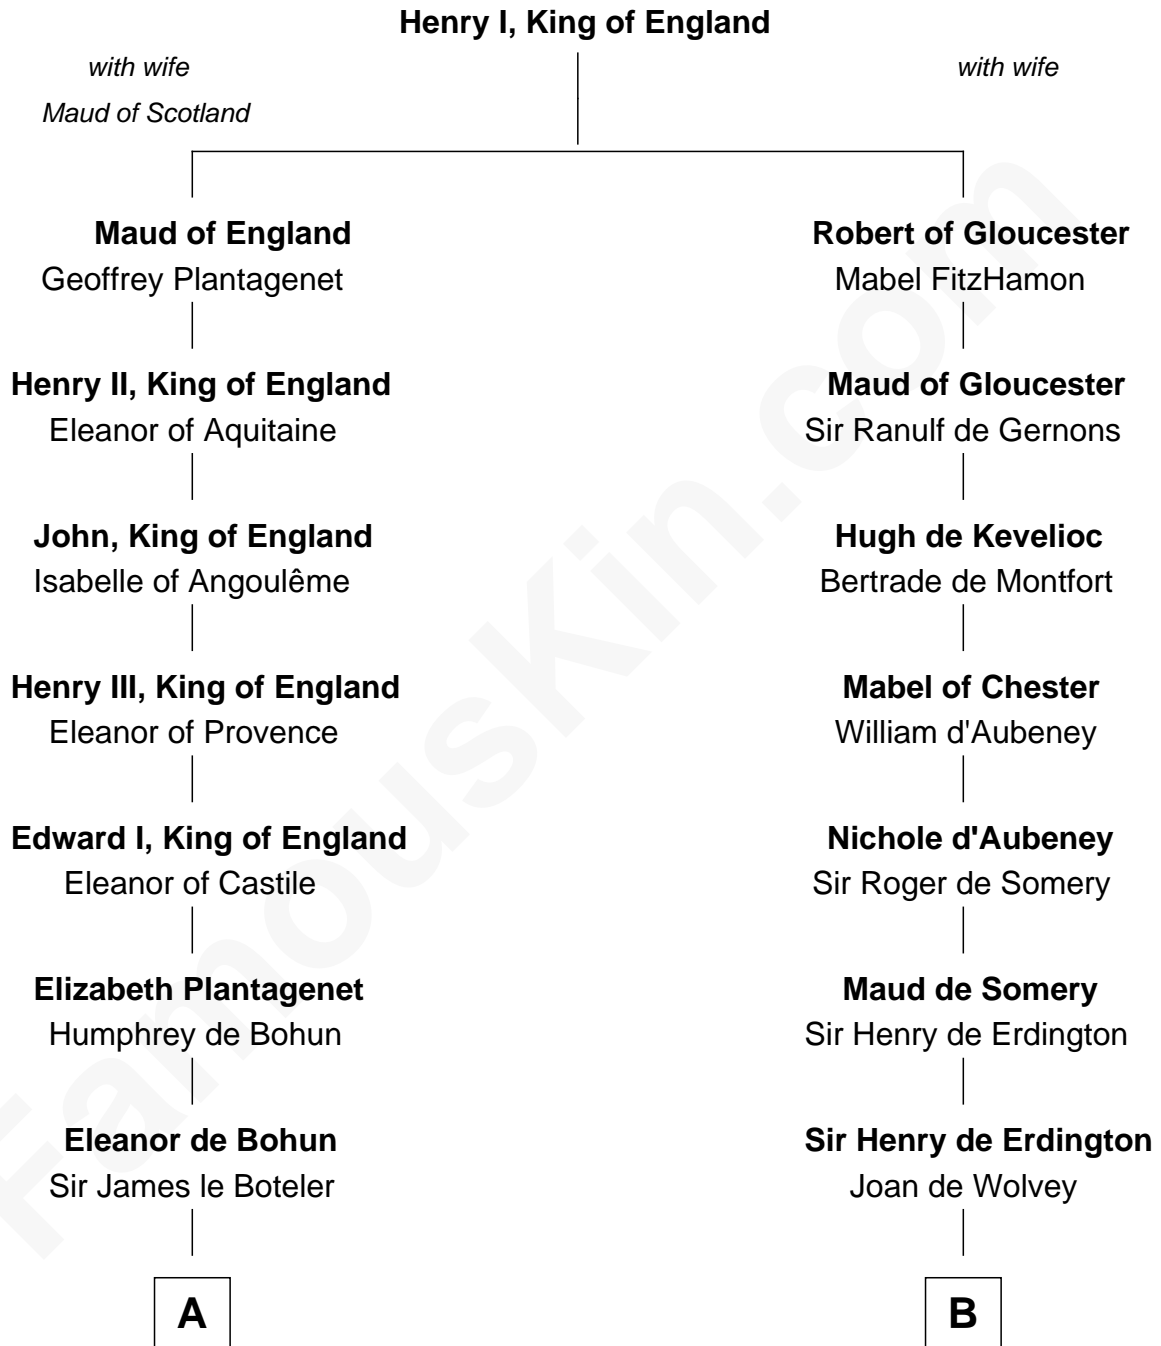 Henry I, King of England
with wife
Maud of Scotland
with wife
Maud of England
Geoffrey Plantagenet
Robert of Gloucester
Mabel FitzHamon
Henry II, King of England
Eleanor of Aquitaine
Maud of Gloucester
Sir Ranulf de Gernons
John, King of England
Isabelle of Angoulême
Hugh de Kevelioc
Bertrade de Montfort
Henry III, King of England
Eleanor of Provence
Mabel of Chester
William d'Aubeney
Edward I, King of England
Eleanor of Castile
Nichole d'Aubeney
Sir Roger de Somery
Elizabeth Plantagenet
Humphrey de Bohun
Maud de Somery
Sir Henry de Erdington
Eleanor de Bohun
Sir James le Boteler
Sir Henry de Erdington
Joan de Wolvey
A
B
FamousKin.com